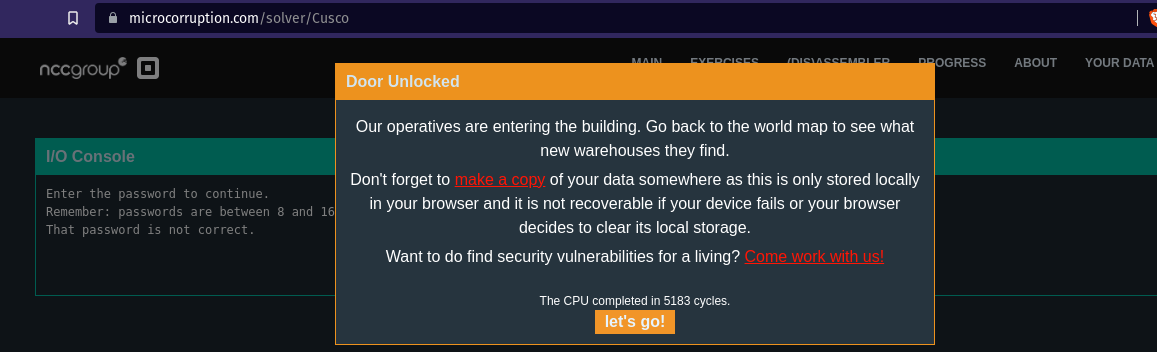 microcorruption.com/solver/Cusco
nccgroup
MAIN EXERCISES (DIS)ASSEMBLER PROGRESS ABOUT YOUR DATA
Door Unlocked
Our operatives are entering the building. Go back to the world map to see what
new warehouses they find.
Don't forget to make a copy of your data somewhere as this is only stored locally
in your browser and it is not recoverable if your device fails or your browser
decides to clear its local storage.
Want to do find security vulnerabilities for a living? Come work with us!
The CPU completed in 5183 cycles.
let's go!
I/O Console
Enter the password to continue.
Remember: passwords are between 8 and 16
That password is not correct.